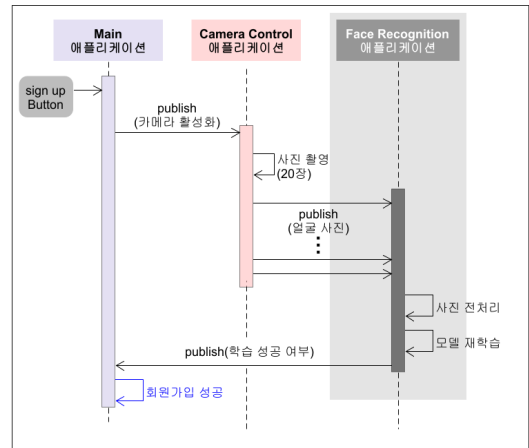 Main
애플리케이션
Camera Control
애플리케이션
Face Recognition
애플리케이션
sign up
Button
publish
(카메라 활성화)
사진 촬영
(20장)
publish
(얼굴 사진)
사진 전처리
모델 재학습
publish(학습 성공 여부)
회원가입 성공